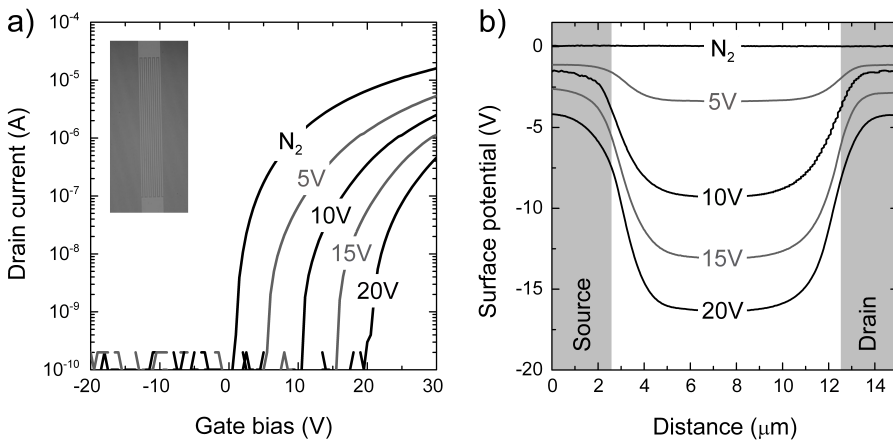 a)
10⁻⁴
10⁻⁵
10⁻⁶
10⁻⁷
10⁻⁸
10⁻⁹
10⁻¹⁰
Drain current (A)
N₂
5V
10V
15V
20V
-20 -10 0 10 20 30
Gate bias (V)
b)
0
-5
-10
-15
-20
Surface potential (V)
N₂
5V
10V
15V
20V
Source
Drain
0 2 4 6 8 10 12 14
Distance (μm)